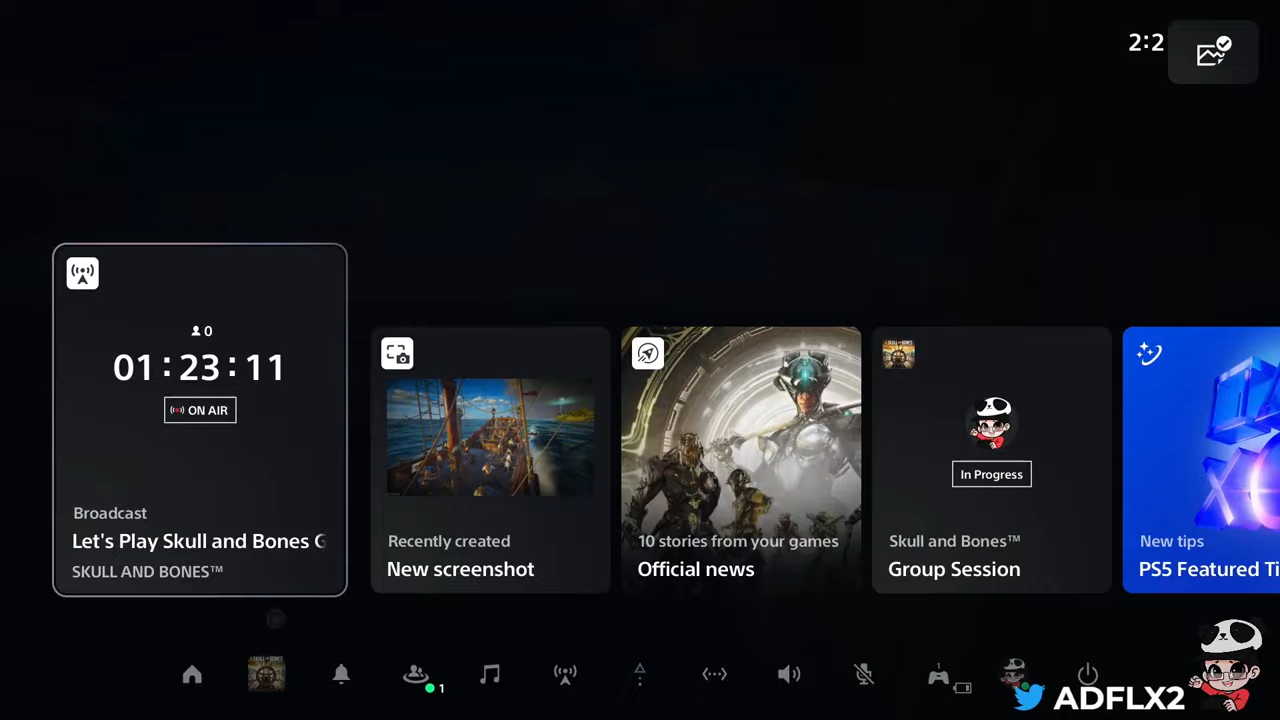 2:2
0
01:23:11
ON AIR
Broadcast
Let's Play Skull and Bones G
SKULL AND BONES™
Recently created
New screenshot
10 stories from your games
Official news
In Progress
Skull and Bones™
Group Session
New tips
PS5 Featured Ti
1
ADFLX2